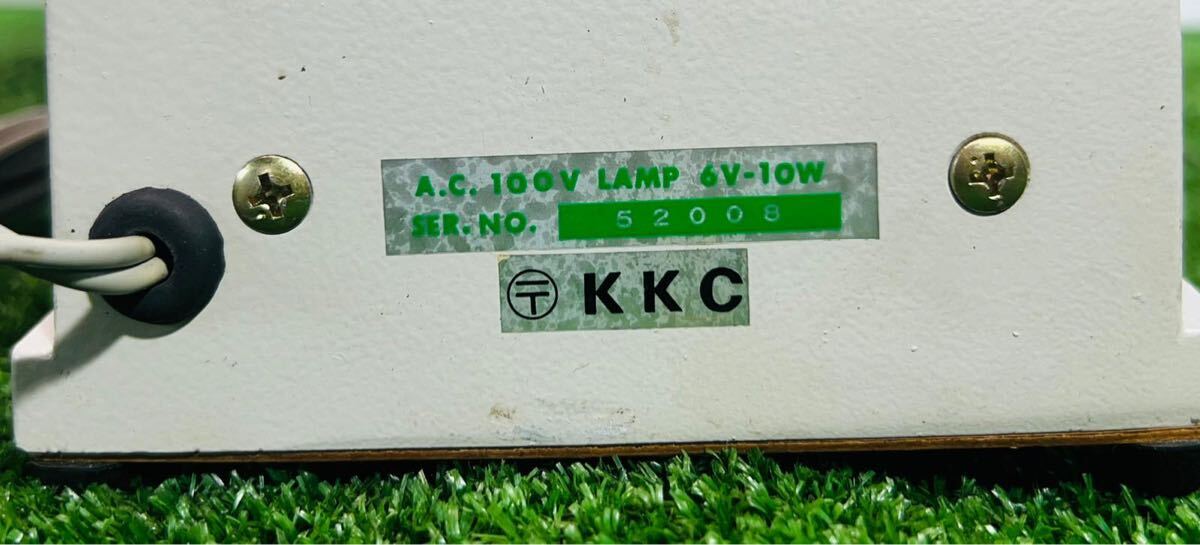 A.C. 100V LAMP 6V-10W
SER. NO. 52008
〶 KKC